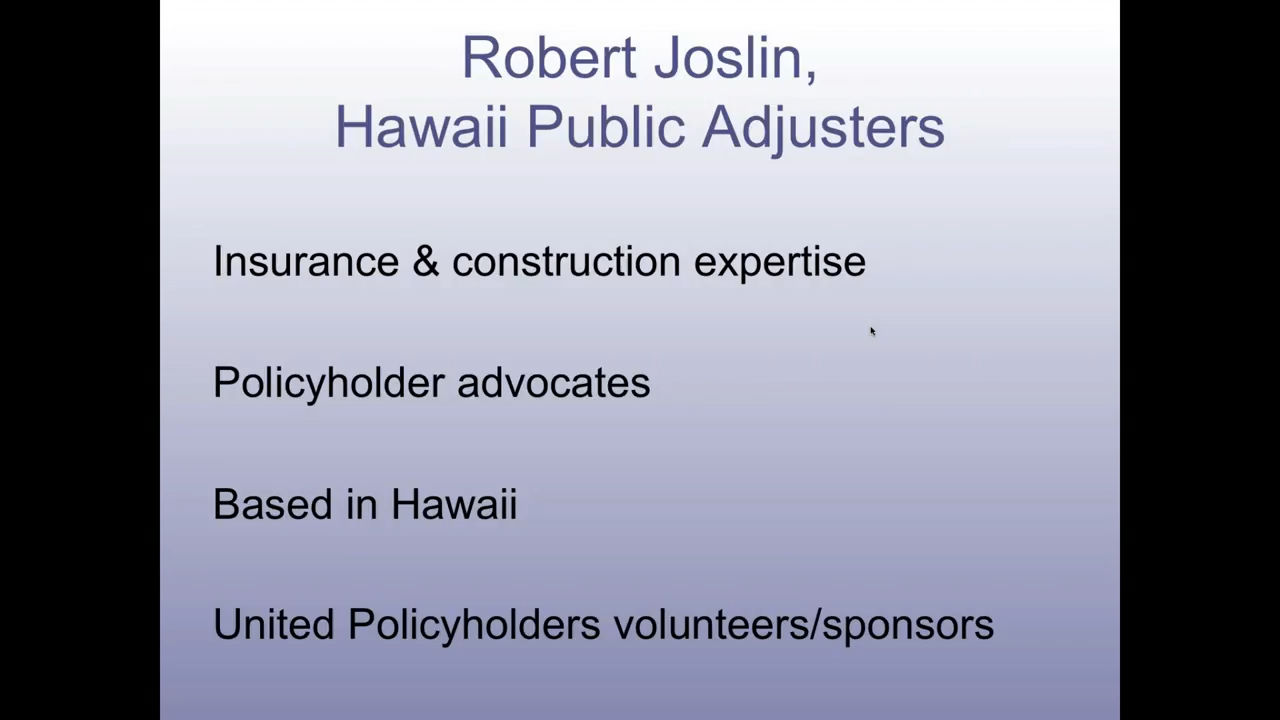 Robert Joslin,
Hawaii Public Adjusters
Insurance & construction expertise
Policyholder advocates
Based in Hawaii
United Policyholders volunteers/sponsors